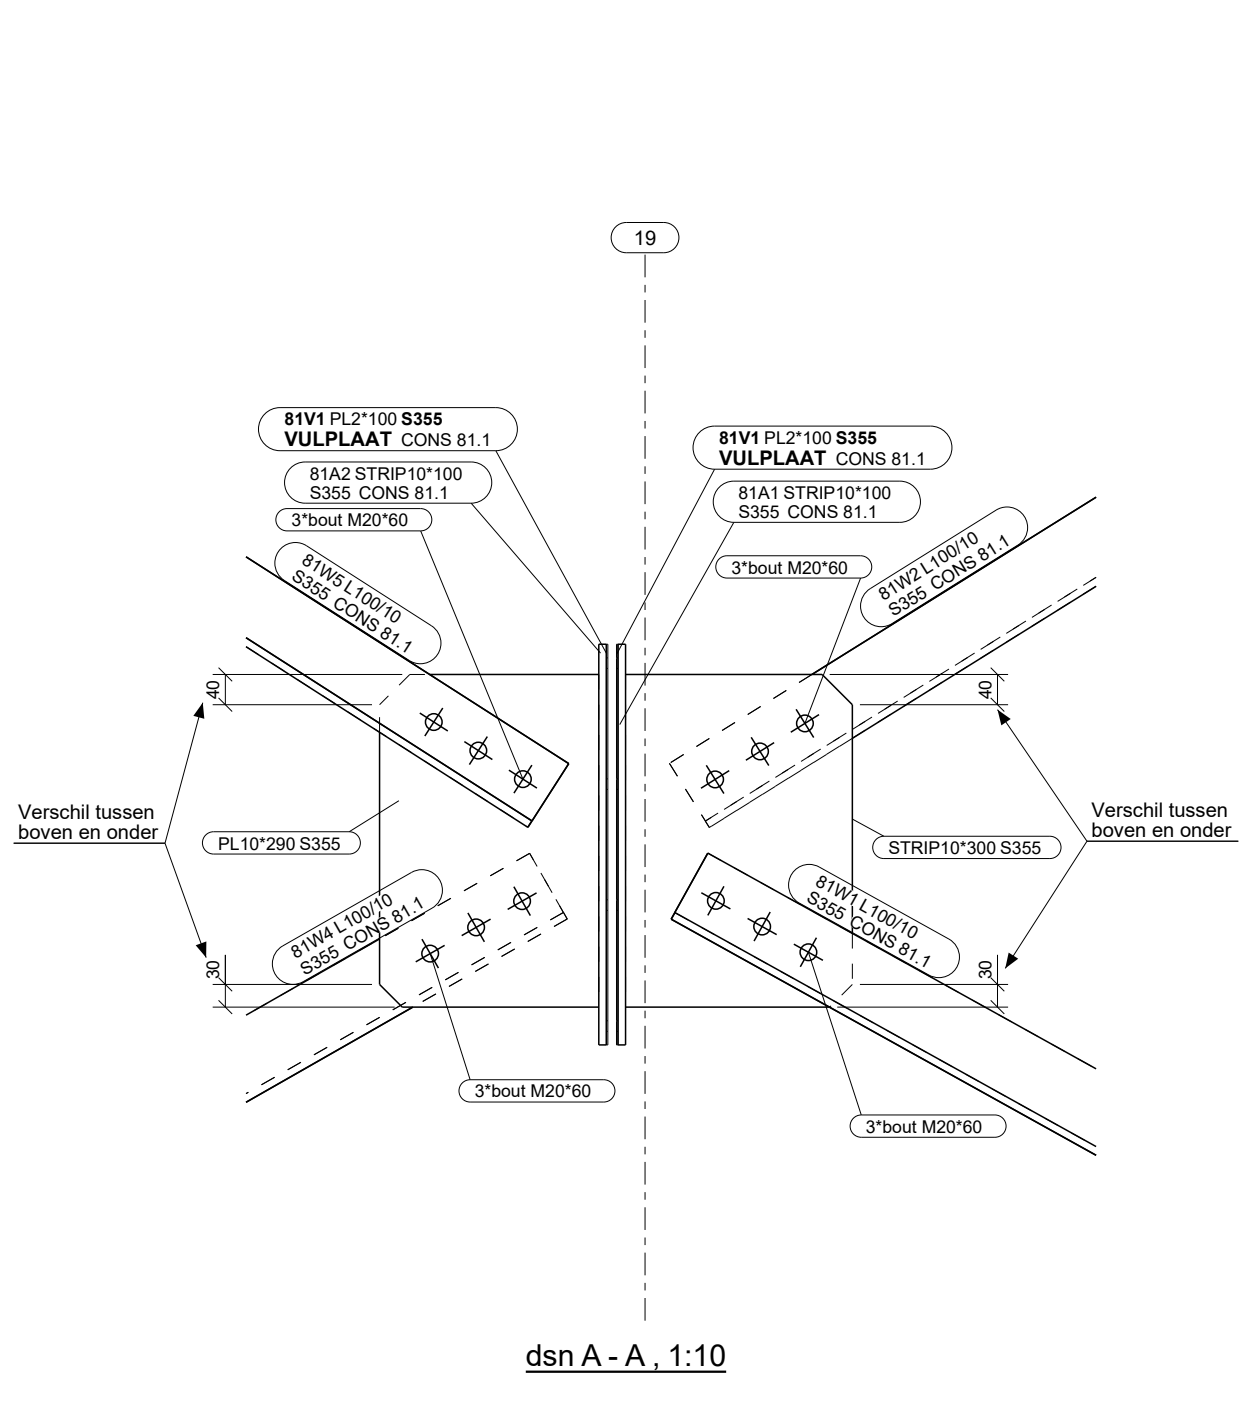 19
81V1 PL2*100 S355
VULPLAAT CONS 81.1
81A2 STRIP10*100
S355 CONS 81.1
3*bout M20*60
81W5 L100/10
S355 CONS 81.1
81V1 PL2*100 S355
VULPLAAT CONS 81.1
81A1 STRIP10*100
S355 CONS 81.1
3*bout M20*60
81W2 L100/10
S355 CONS 81.1
40
40
Verschil tussen
boven en onder
PL10*290 S355
Verschil tussen
boven en onder
STRIP10*300 S355
81W4 L100/10
S355 CONS 81.1
81W1 L100/10
S355 CONS 81.1
30
30
3*bout M20*60
3*bout M20*60
dsn A - A , 1:10